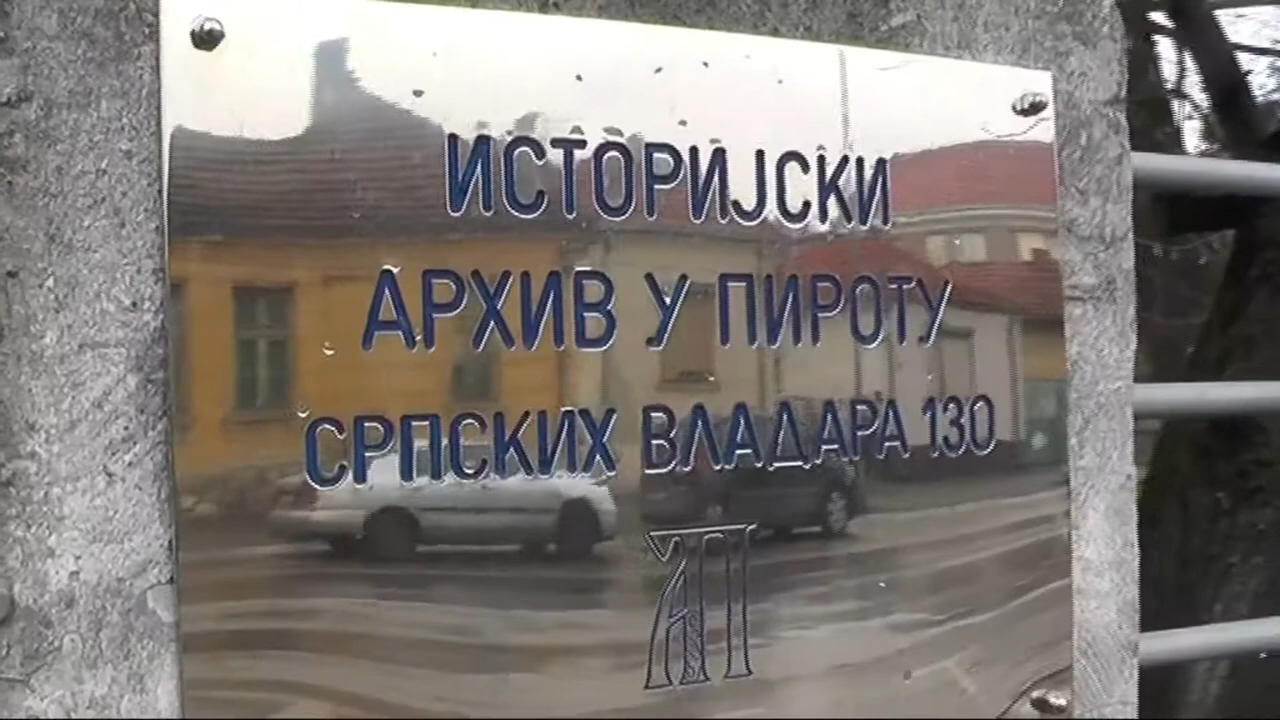 ИСТОРИЈСКИ
АРХИВ У ПИРОТУ
СРПСКИХ ВЛАДАРА 130
АП